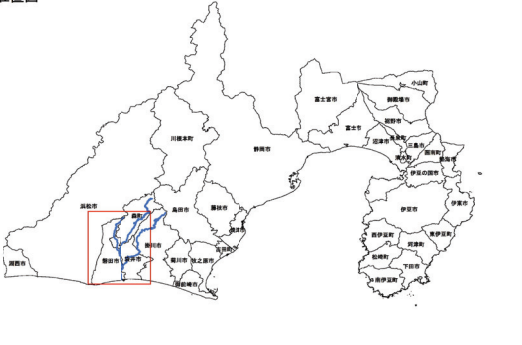 小山町
富士宮市
御殿場市
裾野市
富士市
長泉町
沼津市
三島市
川根本町
静岡市
清水町
函南町
熱海市
伊豆の国市
浜松市
森町
島田市
藤枝市
伊豆市
伊東市
焼津市
西伊豆町
東伊豆町
掛川市
吉田町
河津町
湖西市
磐田市
袋井市
菊川市
牧之原市
松崎町
下田市
御前崎市
南伊豆町